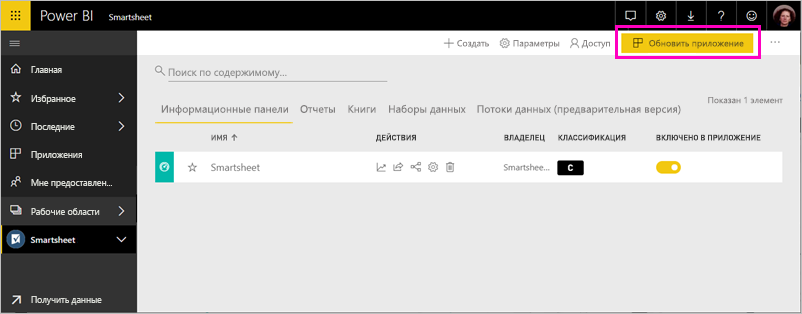 Power BI Smartsheet
Создать Параметры Доступ Обновить приложение
Главная
Избранное
Последние
Приложения
Мне предоставлен...
Рабочие области
Smartsheet
Получить данные
Поиск по содержимому...
Информационные панели Отчеты Книги Наборы данных Потоки данных (предварительная версия) Показан 1 элемент
ИМЯ ДЕЙСТВИЯ ВЛАДЕЛЕЦ КЛАССИФИКАЦИЯ ВКЛЮЧЕНО В ПРИЛОЖЕНИЕ
Smartsheet Smartshee... C